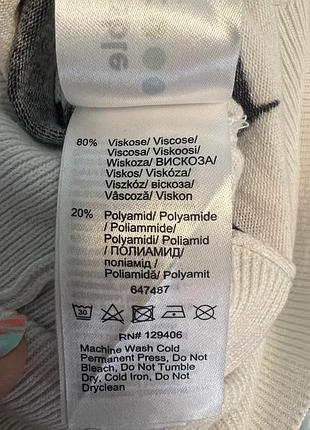 80% Viskose/ Viscose/
Viscosa/ Viskoosi/
Wiskoza/ ВИСКОЗА/
Viskos/ Viskóza/
Viszkóz/ віскоза/
Vâscoză/ Viskon
20% Polyamid/ Polyamide
/ Poliammide/
Polyamidi/ Poliamid
/ ПОЛИАМИД/
поліамід /
Poliamidă/ Polyamit
647487
30
RN# 129406
Machine Wash Cold
Permanent Press, Do Not
Bleach, Do Not Tumble
Dry, Cold Iron, Do Not
Dryclean